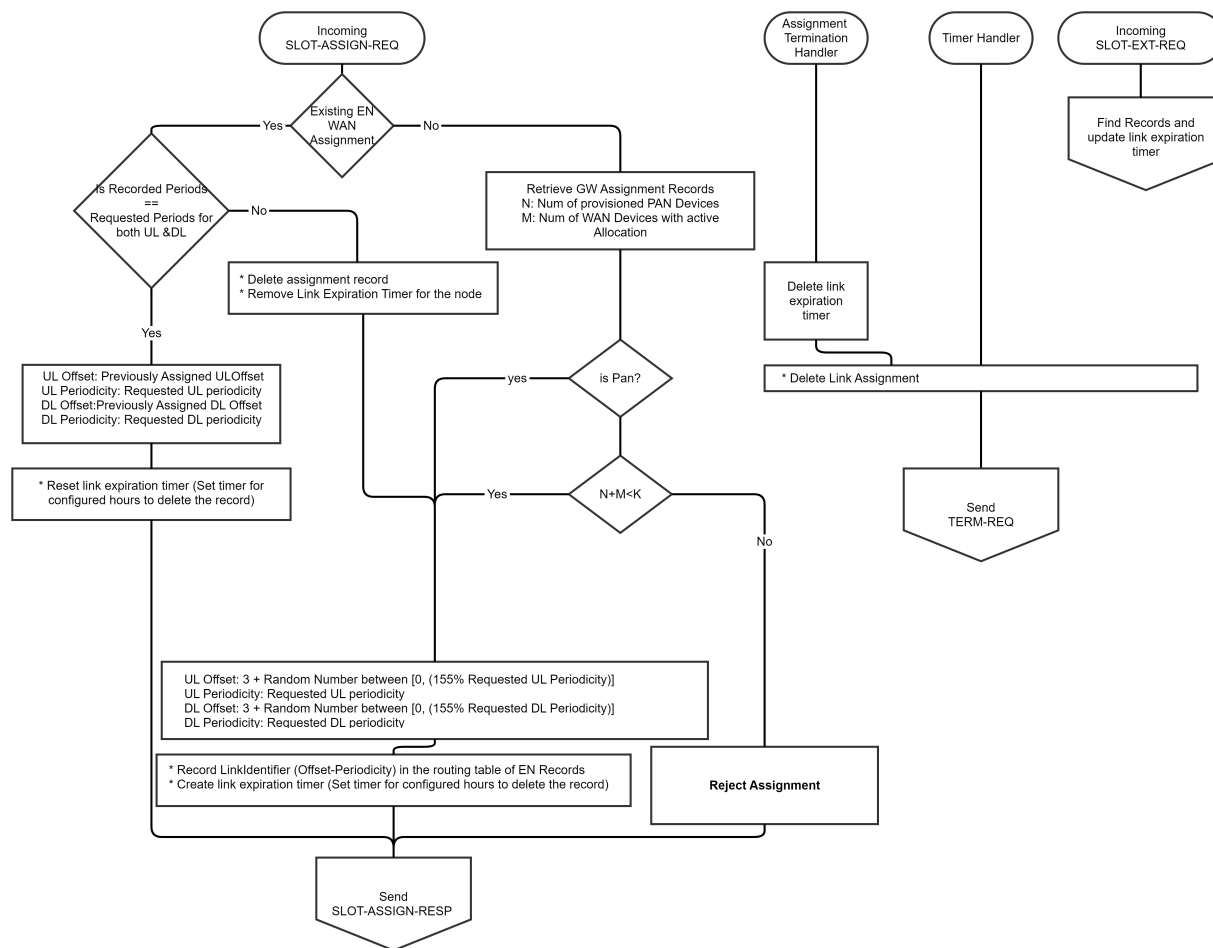 Incoming
SLOT-ASSIGN-REQ
Assignment
Termination
Handler
Timer Handler
Incoming
SLOT-EXT-REQ
Existing EN
WAN
Assignment
Yes
No
Find Records and
update link expiration
timer
Is Recorded Periods
==
Requested Periods for
both UL &DL
No
Retrieve GW Assignment Records
N: Num of provisioned PAN Devices
M: Num of WAN Devices with active
Allocation
* Delete assignment record
* Remove Link Expiration Timer for the node
Delete link
expiration
timer
Yes
UL Offset: Previously Assigned ULOffset
UL Periodicity: Requested UL periodicity
DL Offset:Previously Assigned DL Offset
DL Periodicity: Requested DL periodicity
yes
is Pan?
* Delete Link Assignment
* Reset link expiration timer (Set timer for
configured hours to delete the record)
Yes
N+M<K
No
Send
TERM-REQ
UL Offset: 3 + Random Number between [0, (155% Requested UL Periodicity)]
UL Periodicity: Requested UL periodicity
DL Offset: 3 + Random Number between [0, (155% Requested DL Periodicity)]
DL Periodicity: Requested DL periodicity
* Record LinkIdentifier (Offset-Periodicity) in the routing table of EN Records
* Create link expiration timer (Set timer for configured hours to delete the record)
Reject Assignment
Send
SLOT-ASSIGN-RESP